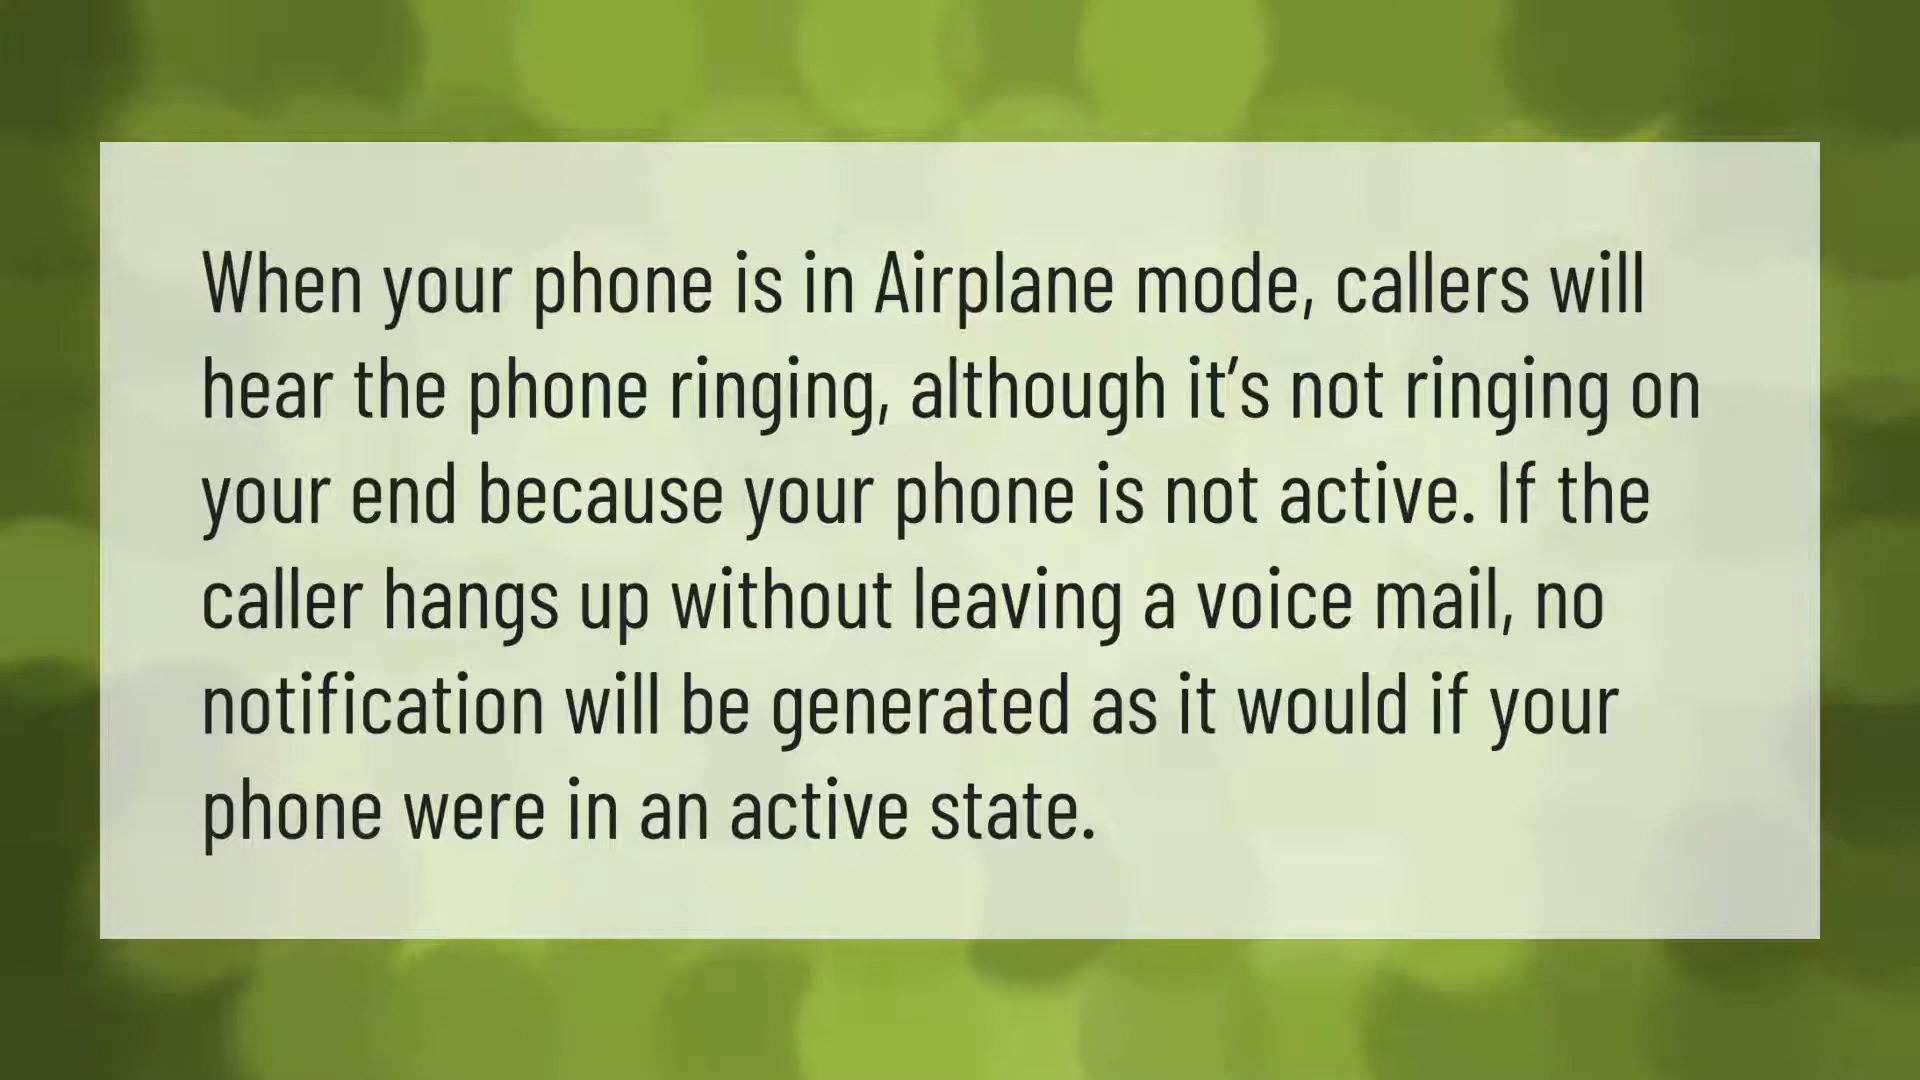 When your phone is in Airplane mode, callers will
hear the phone ringing, although it’s not ringing on
your end because your phone is not active. If the
caller hangs up without leaving a voice mail, no
notification will be generated as it would if your
phone were in an active state.